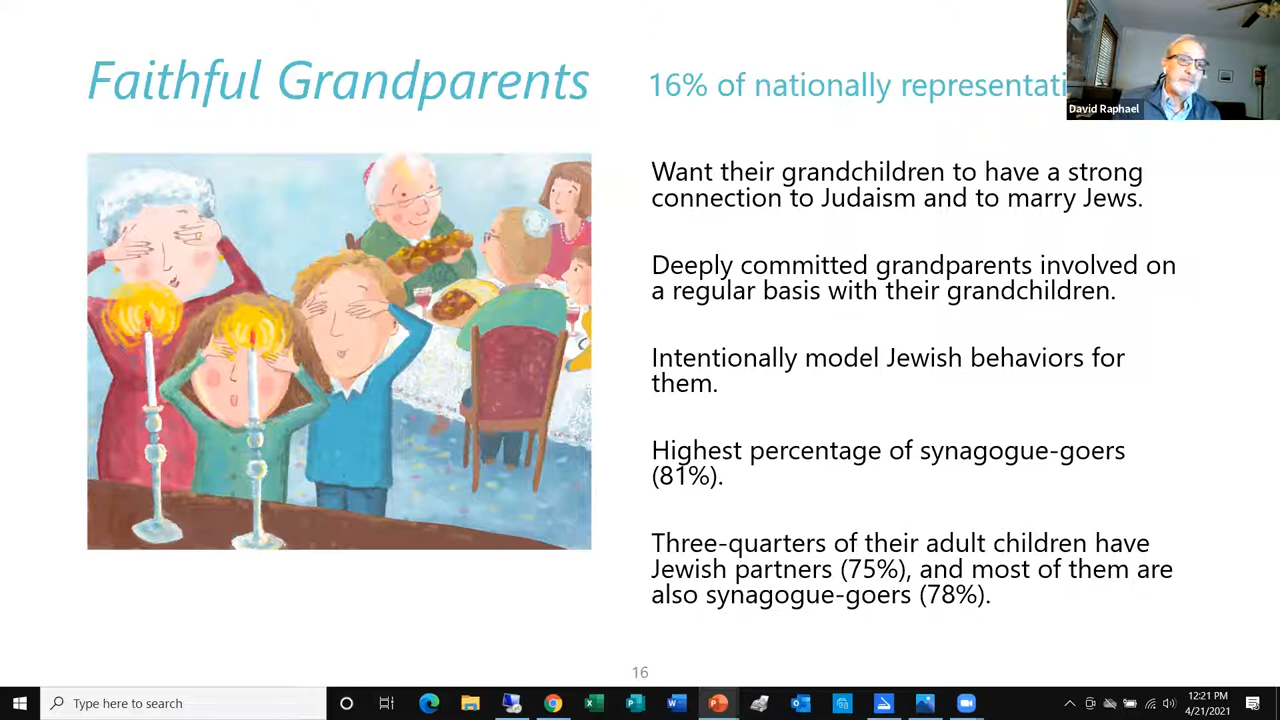 Faithful Grandparents
16% of nationally
David Raphael
Want their grandchildren to have a strong
connection to Judaism and to marry Jews.
Deeply committed grandparents involved on
a regular basis with their grandchildren.
Intentionally model Jewish behaviors for
them.
Highest percentage of synagogue-goers
(81%).
Three-quarters of their adult children have
Jewish partners (75%), and most of them are
also synagogue-goers (78%).
16
Type here to search
12:21 PM
4/21/2021